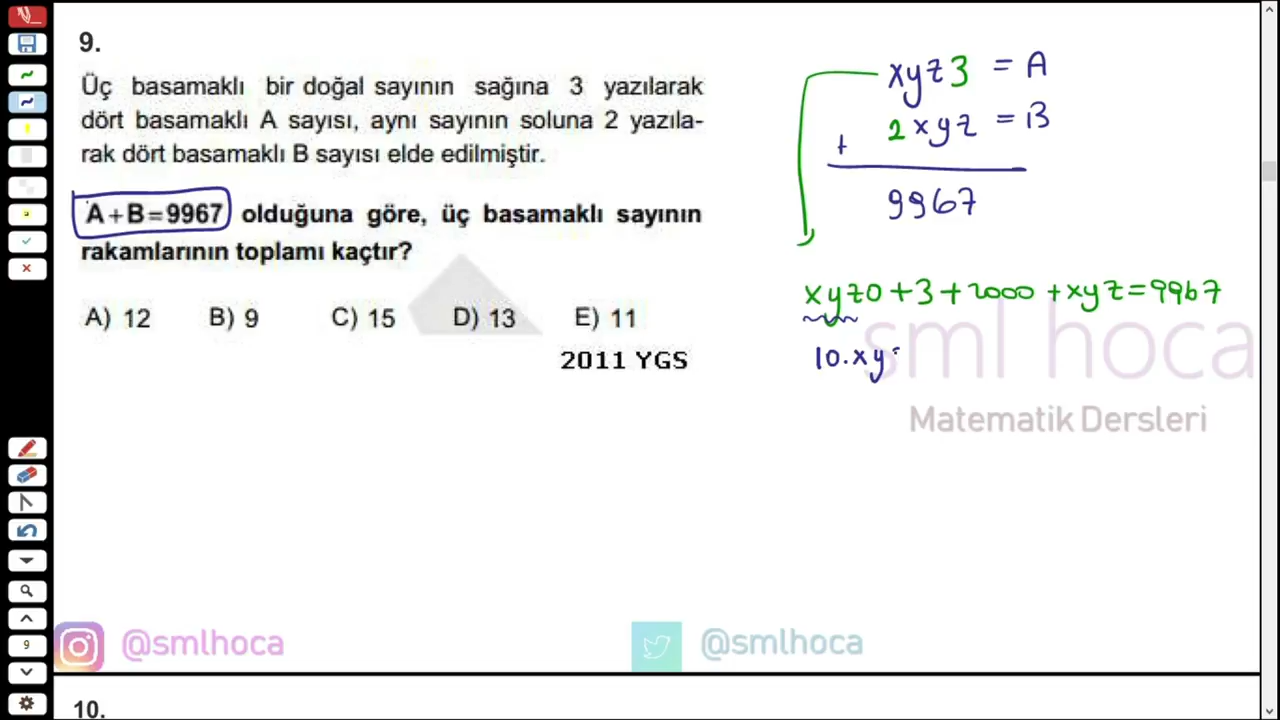 9.
Üç basamaklı bir doğal sayının sağına 3 yazılarak
dört basamaklı A sayısı, aynı sayının soluna 2 yazıla-
rak dört basamaklı B sayısı elde edilmiştir.
A+B=9967 olduğuna göre, üç basamaklı sayının
rakamlarının toplamı kaçtır?
A) 12 B) 9 C) 15 D) 13 E) 11
2011 YGS
xyz3 = A
2xyz = B
+
9967
xyz0+3+2000+xyz=9967
10.xy
sml hoca
Matematik Dersleri
9
@smlhoca @smlhoca
10.